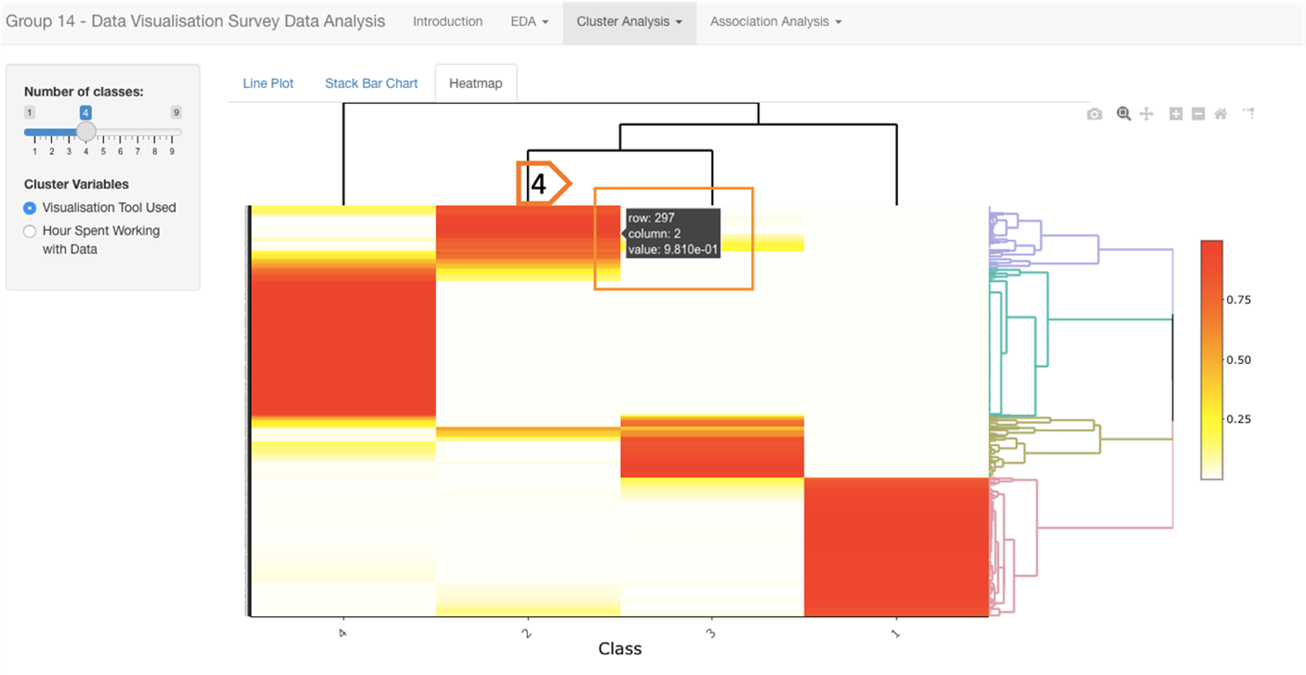 Group 14 - Data Visualisation Survey Data Analysis Introduction EDA Cluster Analysis Association Analysis
Number of classes:
1 4 9
1 2 3 4 5 6 7 8 9
Cluster Variables
Visualisation Tool Used
Hour Spent Working
with Data
Line Plot Stack Bar Chart Heatmap
4
row: 297
column: 2
value: 9.810e-01
0.75
0.50
0.25
4 2 3 1
Class